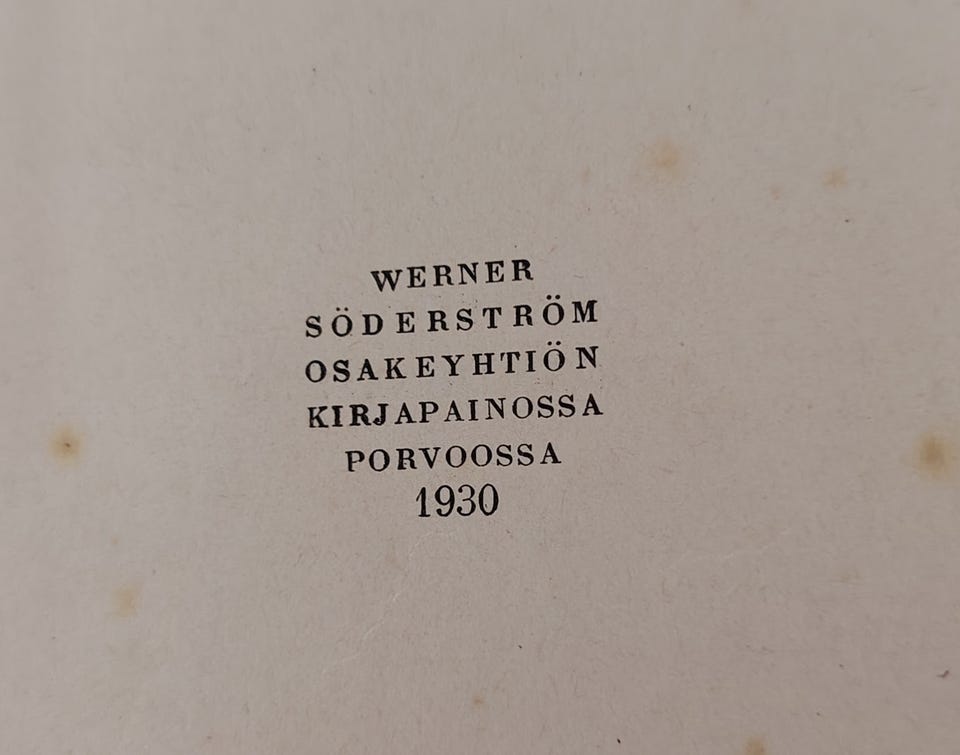 WERNER
SÖDERSTRÖM
OSAKEYHTIÖN
KIRJAPAINOSSA
PORVOOSSA
1930